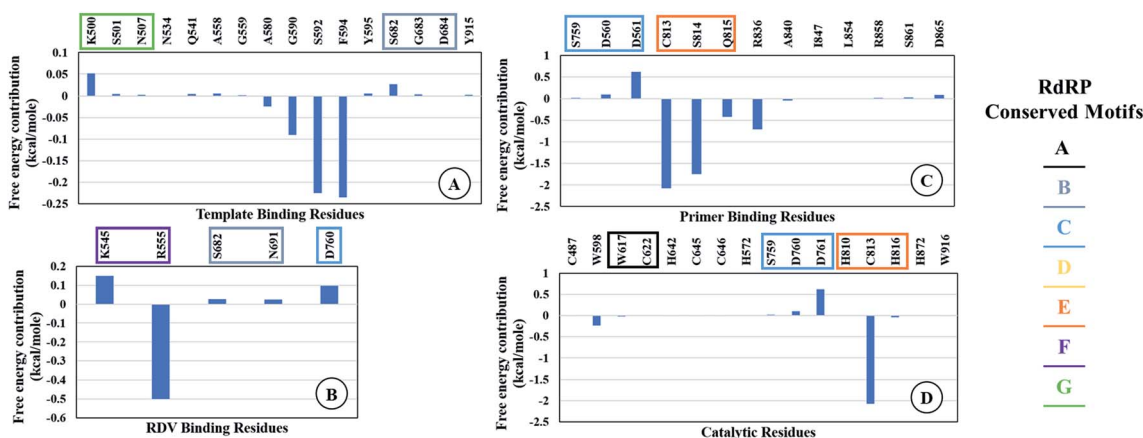 K500 S501 N507 N534 Q541 A558 G559 A580 G590 S592 F594 Y595 S682 G683 D684 Y915
0.1
0.05
0
-0.05
-0.1
-0.15
-0.2
-0.25
Free energy contribution
(kcal/mole)
A
Template Binding Residues
K545 R555 S682 N691 D760
0.2
0.1
0
-0.1
-0.2
-0.3
-0.4
-0.5
-0.6
Free energy contribution
(kcal/mole)
B
RDV Binding Residues
S759 D560 D561 C813 S814 Q815 R836 A840 I847 L854 R858 S861 D865
1
0.5
0
-0.5
-1
-1.5
-2
-2.5
Free energy contribution
(kcal/mole)
C
Primer Binding Residues
C487 W598 W617 C622 H642 C645 C646 H572 S759 D760 D761 H810 C813 H816 H872 W916
1
0.5
0
-0.5
-1
-1.5
-2
-2.5
Free energy contribution
(kcal/mole)
D
Catalytic Residues
RdRP
Conserved Motifs
A
B
C
D
E
F
G